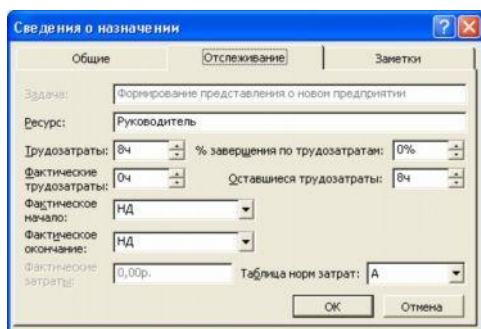 Сведения о назначении
Общие Отслеживание Заметки
Задача: Формирование представления о новом предприятии
Ресурс: Руководитель
Трудозатраты: 8ч % завершения по трудозатратам: 0%
Фактические трудозатраты: 0ч Оставшиеся трудозатраты: 8ч
Фактическое начало: НД
Фактическое окончание: НД
Фактические затраты: 0,00р. Таблица норм затрат: A
ОК Отмена